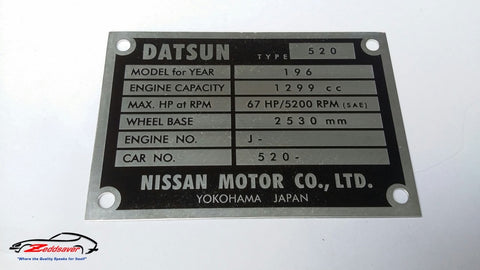 DATSUN TYPE 520
MODEL for YEAR 196
ENGINE CAPACITY 1299 cc
MAX. HP at RPM 67 HP/5200 RPM (SAE)
WHEEL BASE 2530 mm
ENGINE NO. J-
CAR NO. 520-
NISSAN MOTOR CO., LTD.
YOKOHAMA JAPAN
Zeddsaver
"Where the Quality Speaks for Itself"